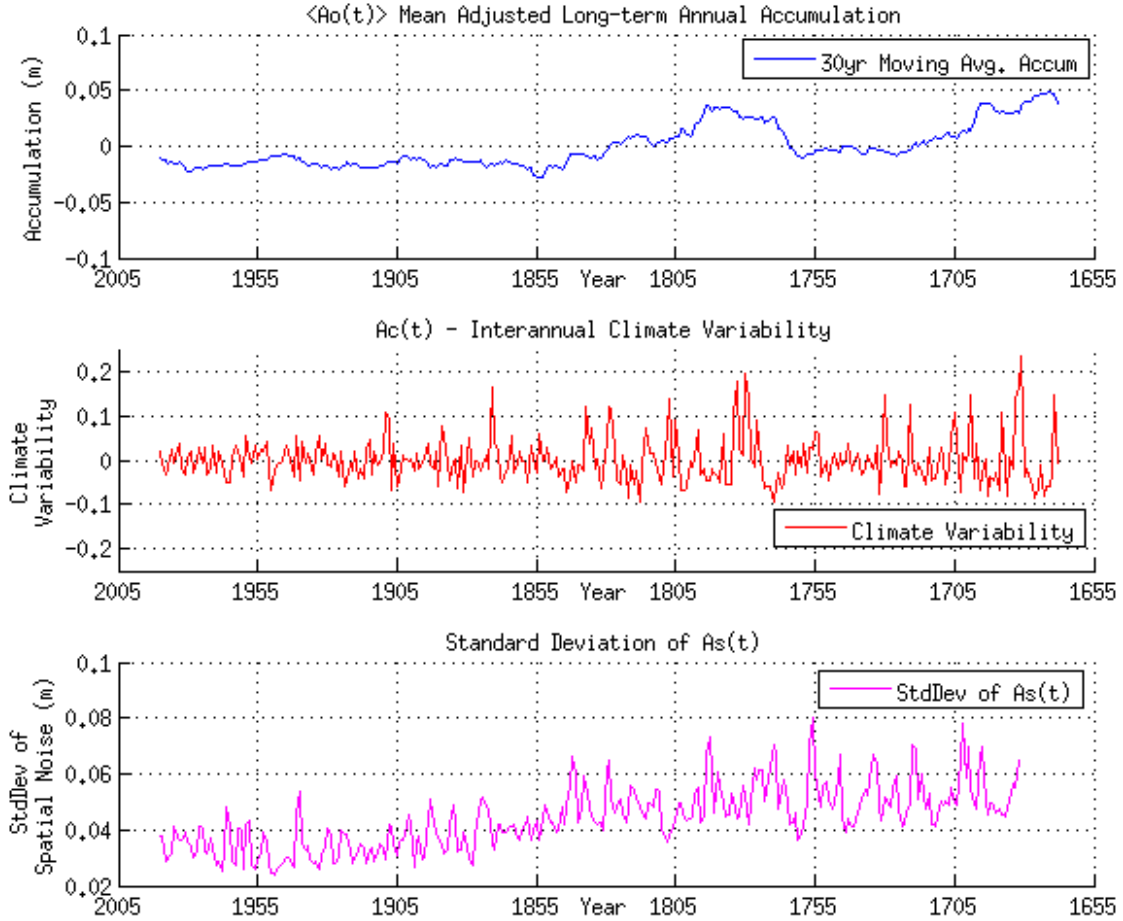 <Ao(t)> Mean Adjusted Long-term Annual Accumulation
0.1
0.05
0
-0.05
-0.1
Accumulation (m)
30yr Moving Avg. Accum
2005 1955 1905 1855 Year 1805 1755 1705 1655
Ac(t) - Interannual Climate Variability
0.2
0.1
0
-0.1
-0.2
Climate
Variability
Climate Variability
2005 1955 1905 1855 Year 1805 1755 1705 1655
Standard Deviation of As(t)
0.1
0.08
0.06
0.04
0.02
StdDev of
Spatial Noise (m)
StdDev of As(t)
2005 1955 1905 1855 Year 1805 1755 1705 1655